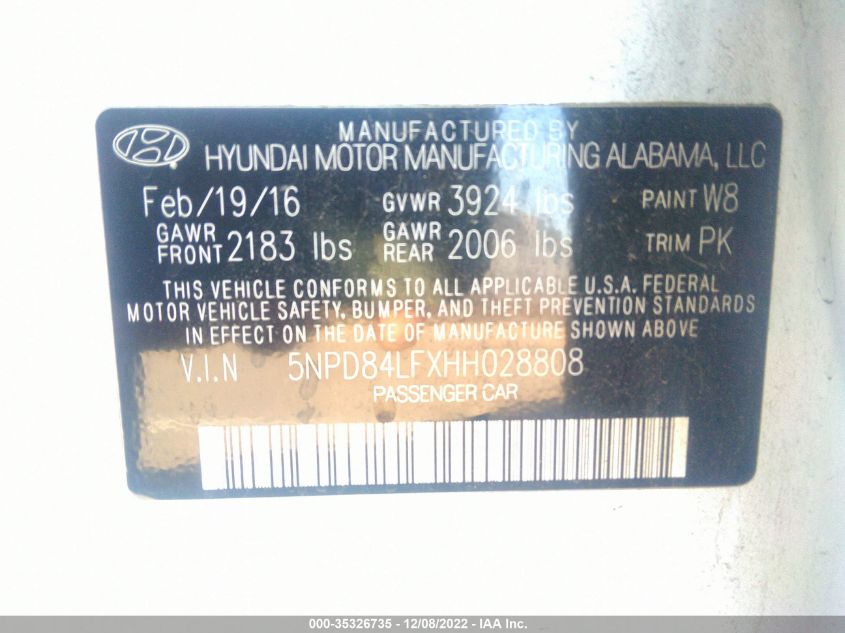 MANUFACTURED BY
HYUNDAI MOTOR MANUFACTURING ALABAMA, LLC
Feb/19/16 GVWR 3924 lbs PAINT W8
GAWR FRONT 2183 lbs GAWR REAR 2006 lbs TRIM PK
THIS VEHICLE CONFORMS TO ALL APPLICABLE U.S.A. FEDERAL
MOTOR VEHICLE SAFETY, BUMPER, AND THEFT PREVENTION STANDARDS
IN EFFECT ON THE DATE OF MANUFACTURE SHOWN ABOVE
V.I.N 5NPD84LFXHH028808
PASSENGER CAR
000-35326735 - 12/08/2022 - IAA Inc.